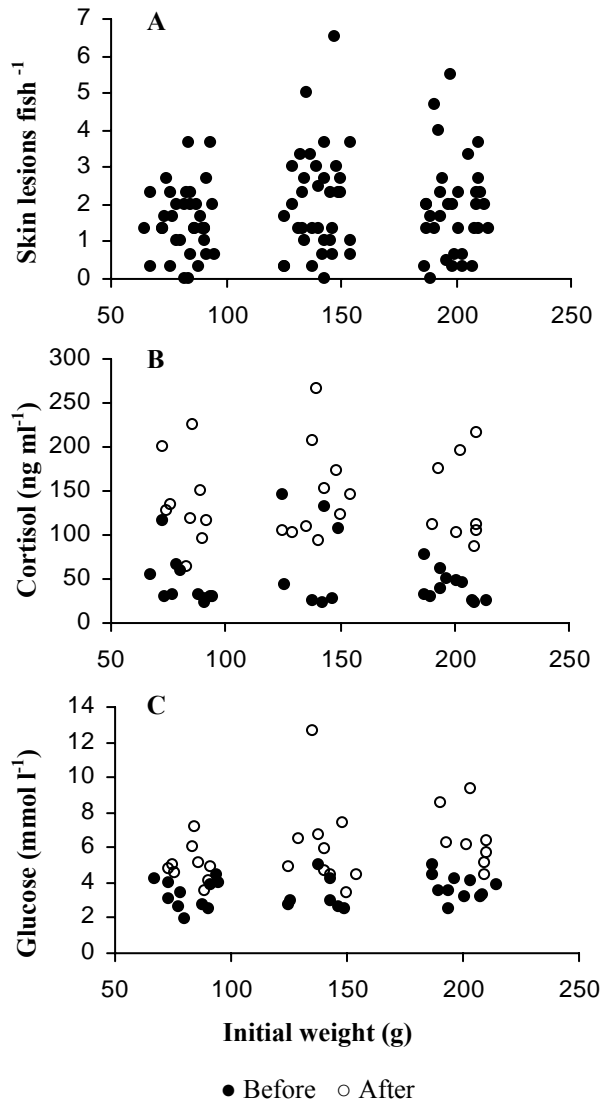 A
Skin lesions fish -1
7
6
5
4
3
2
1
0
50 100 150 200 250
B
Cortisol (ng ml-1)
300
250
200
150
100
50
0
50 100 150 200 250
C
Glucose (mmol l-1)
14
12
10
8
6
4
2
0
50 100 150 200 250
Initial weight (g)
● Before ○ After